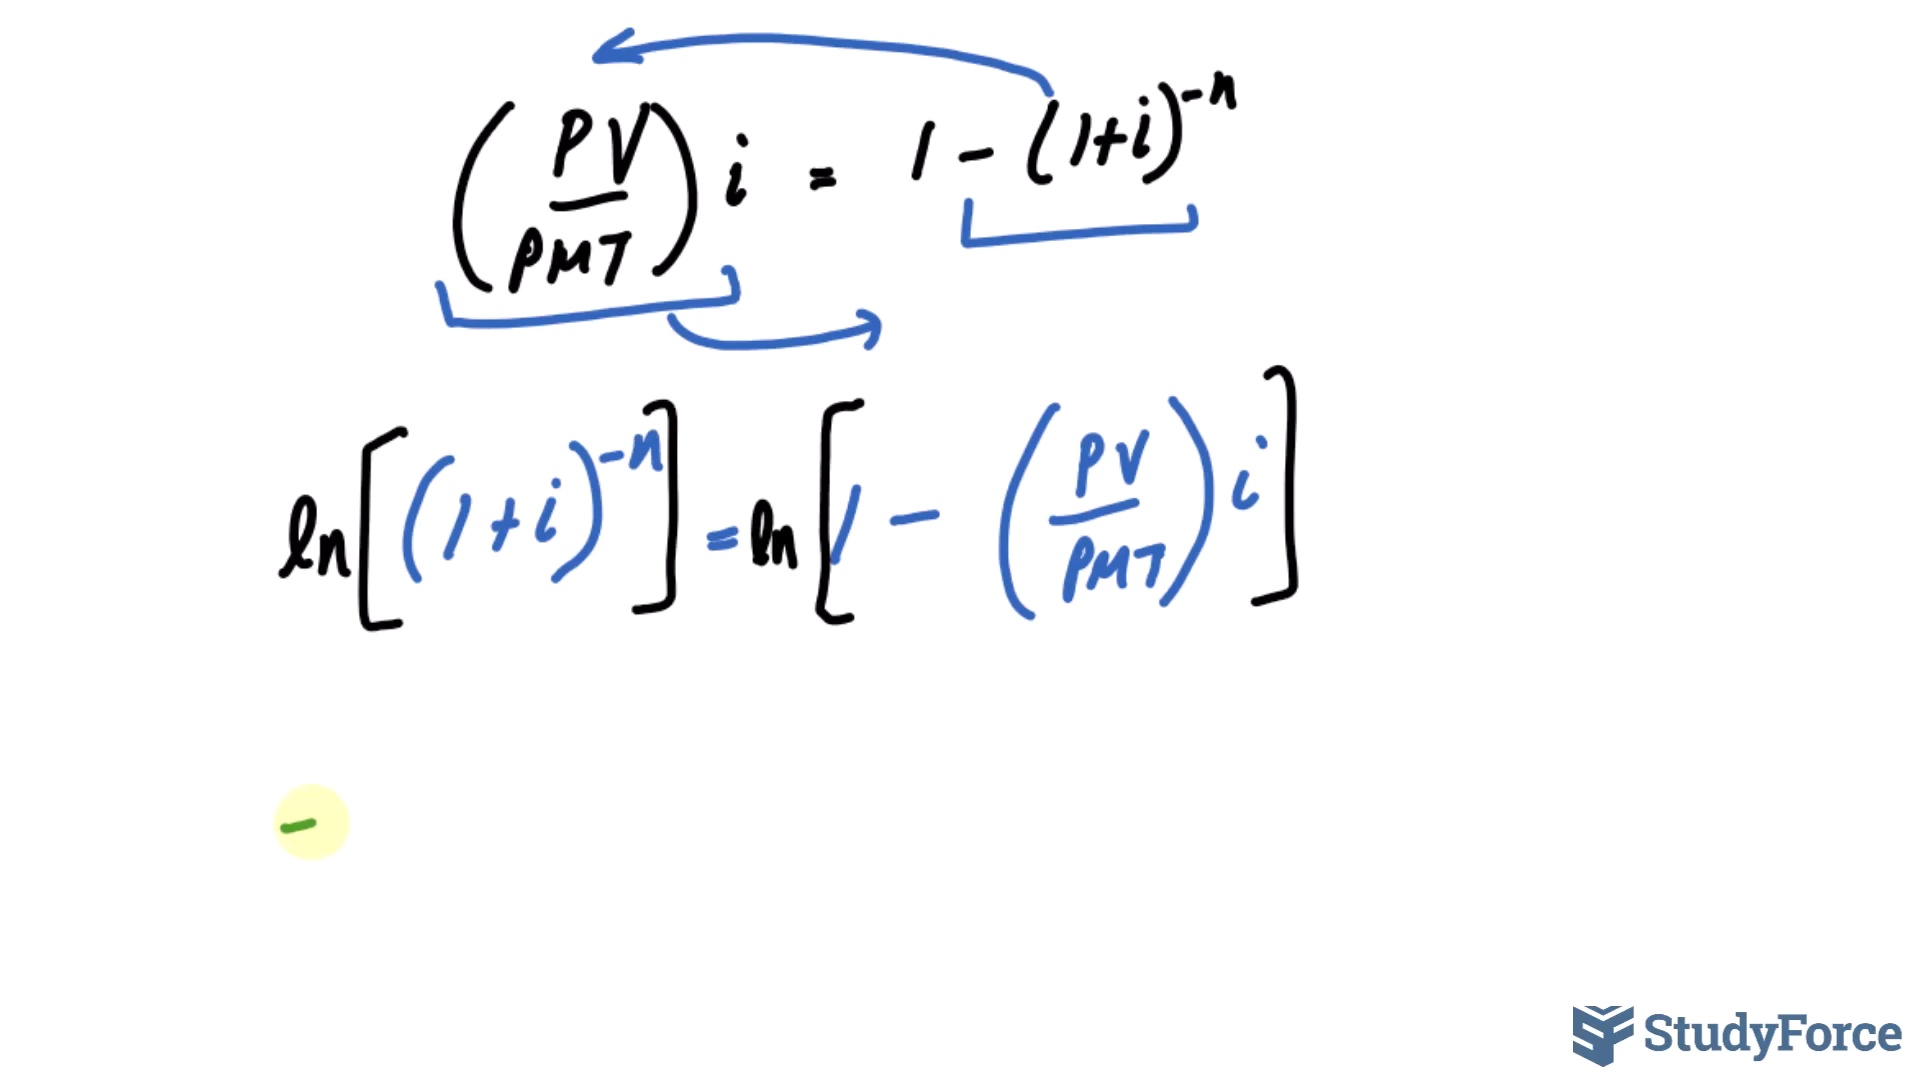 (PV/PMT) i = 1 - (1+i)^-n
ln[(1+i)^-n] = ln[1 - (PV/PMT) i]
-
StudyForce